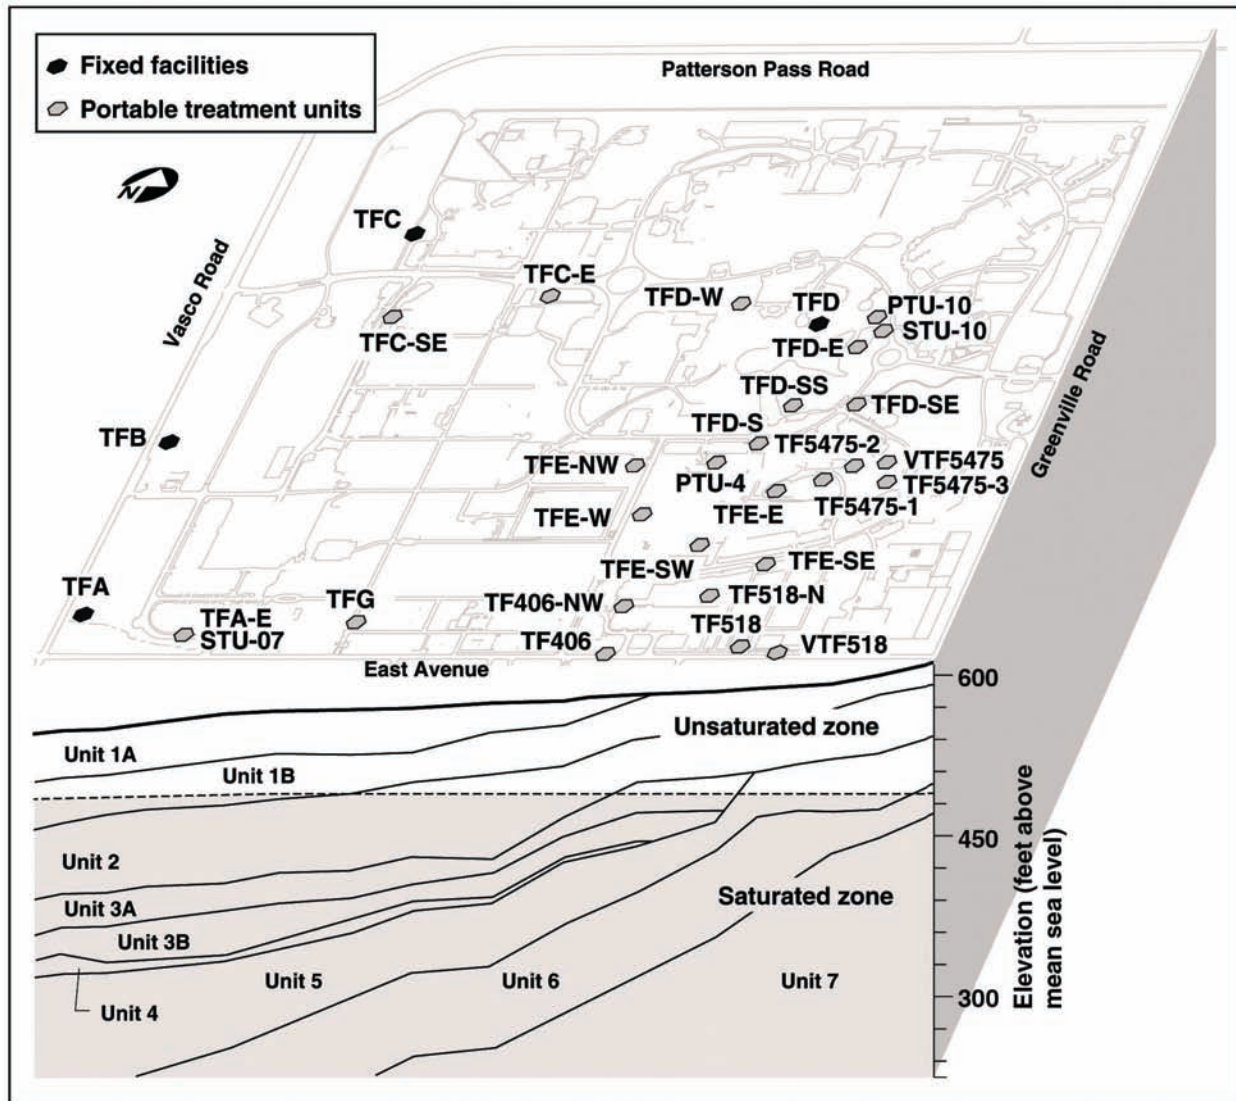 Fixed facilities
Portable treatment units
Patterson Pass Road
N
Vasco Road
TFC
TFC-E
TFC-SE
TFD-W
TFD
PTU-10
STU-10
TFD-E
Greenville Road
TFD-SS
TFD-SE
TFD-S
TFB
TF5475-2
TFE-NW
VTF5475
PTU-4
TF5475-3
TF5475-1
TFE-E
TFE-W
TFE-SW
TFE-SE
TFA
TFG
TF406-NW
TF518-N
TFA-E
STU-07
TF518
TF406
VTF518
East Avenue
600
Unsaturated zone
Unit 1A
Unit 1B
450
Unit 2
Saturated zone
Unit 3A
Unit 3B
Unit 5
Unit 6
Unit 7
300
Unit 4
Elevation (feet above
mean sea level)